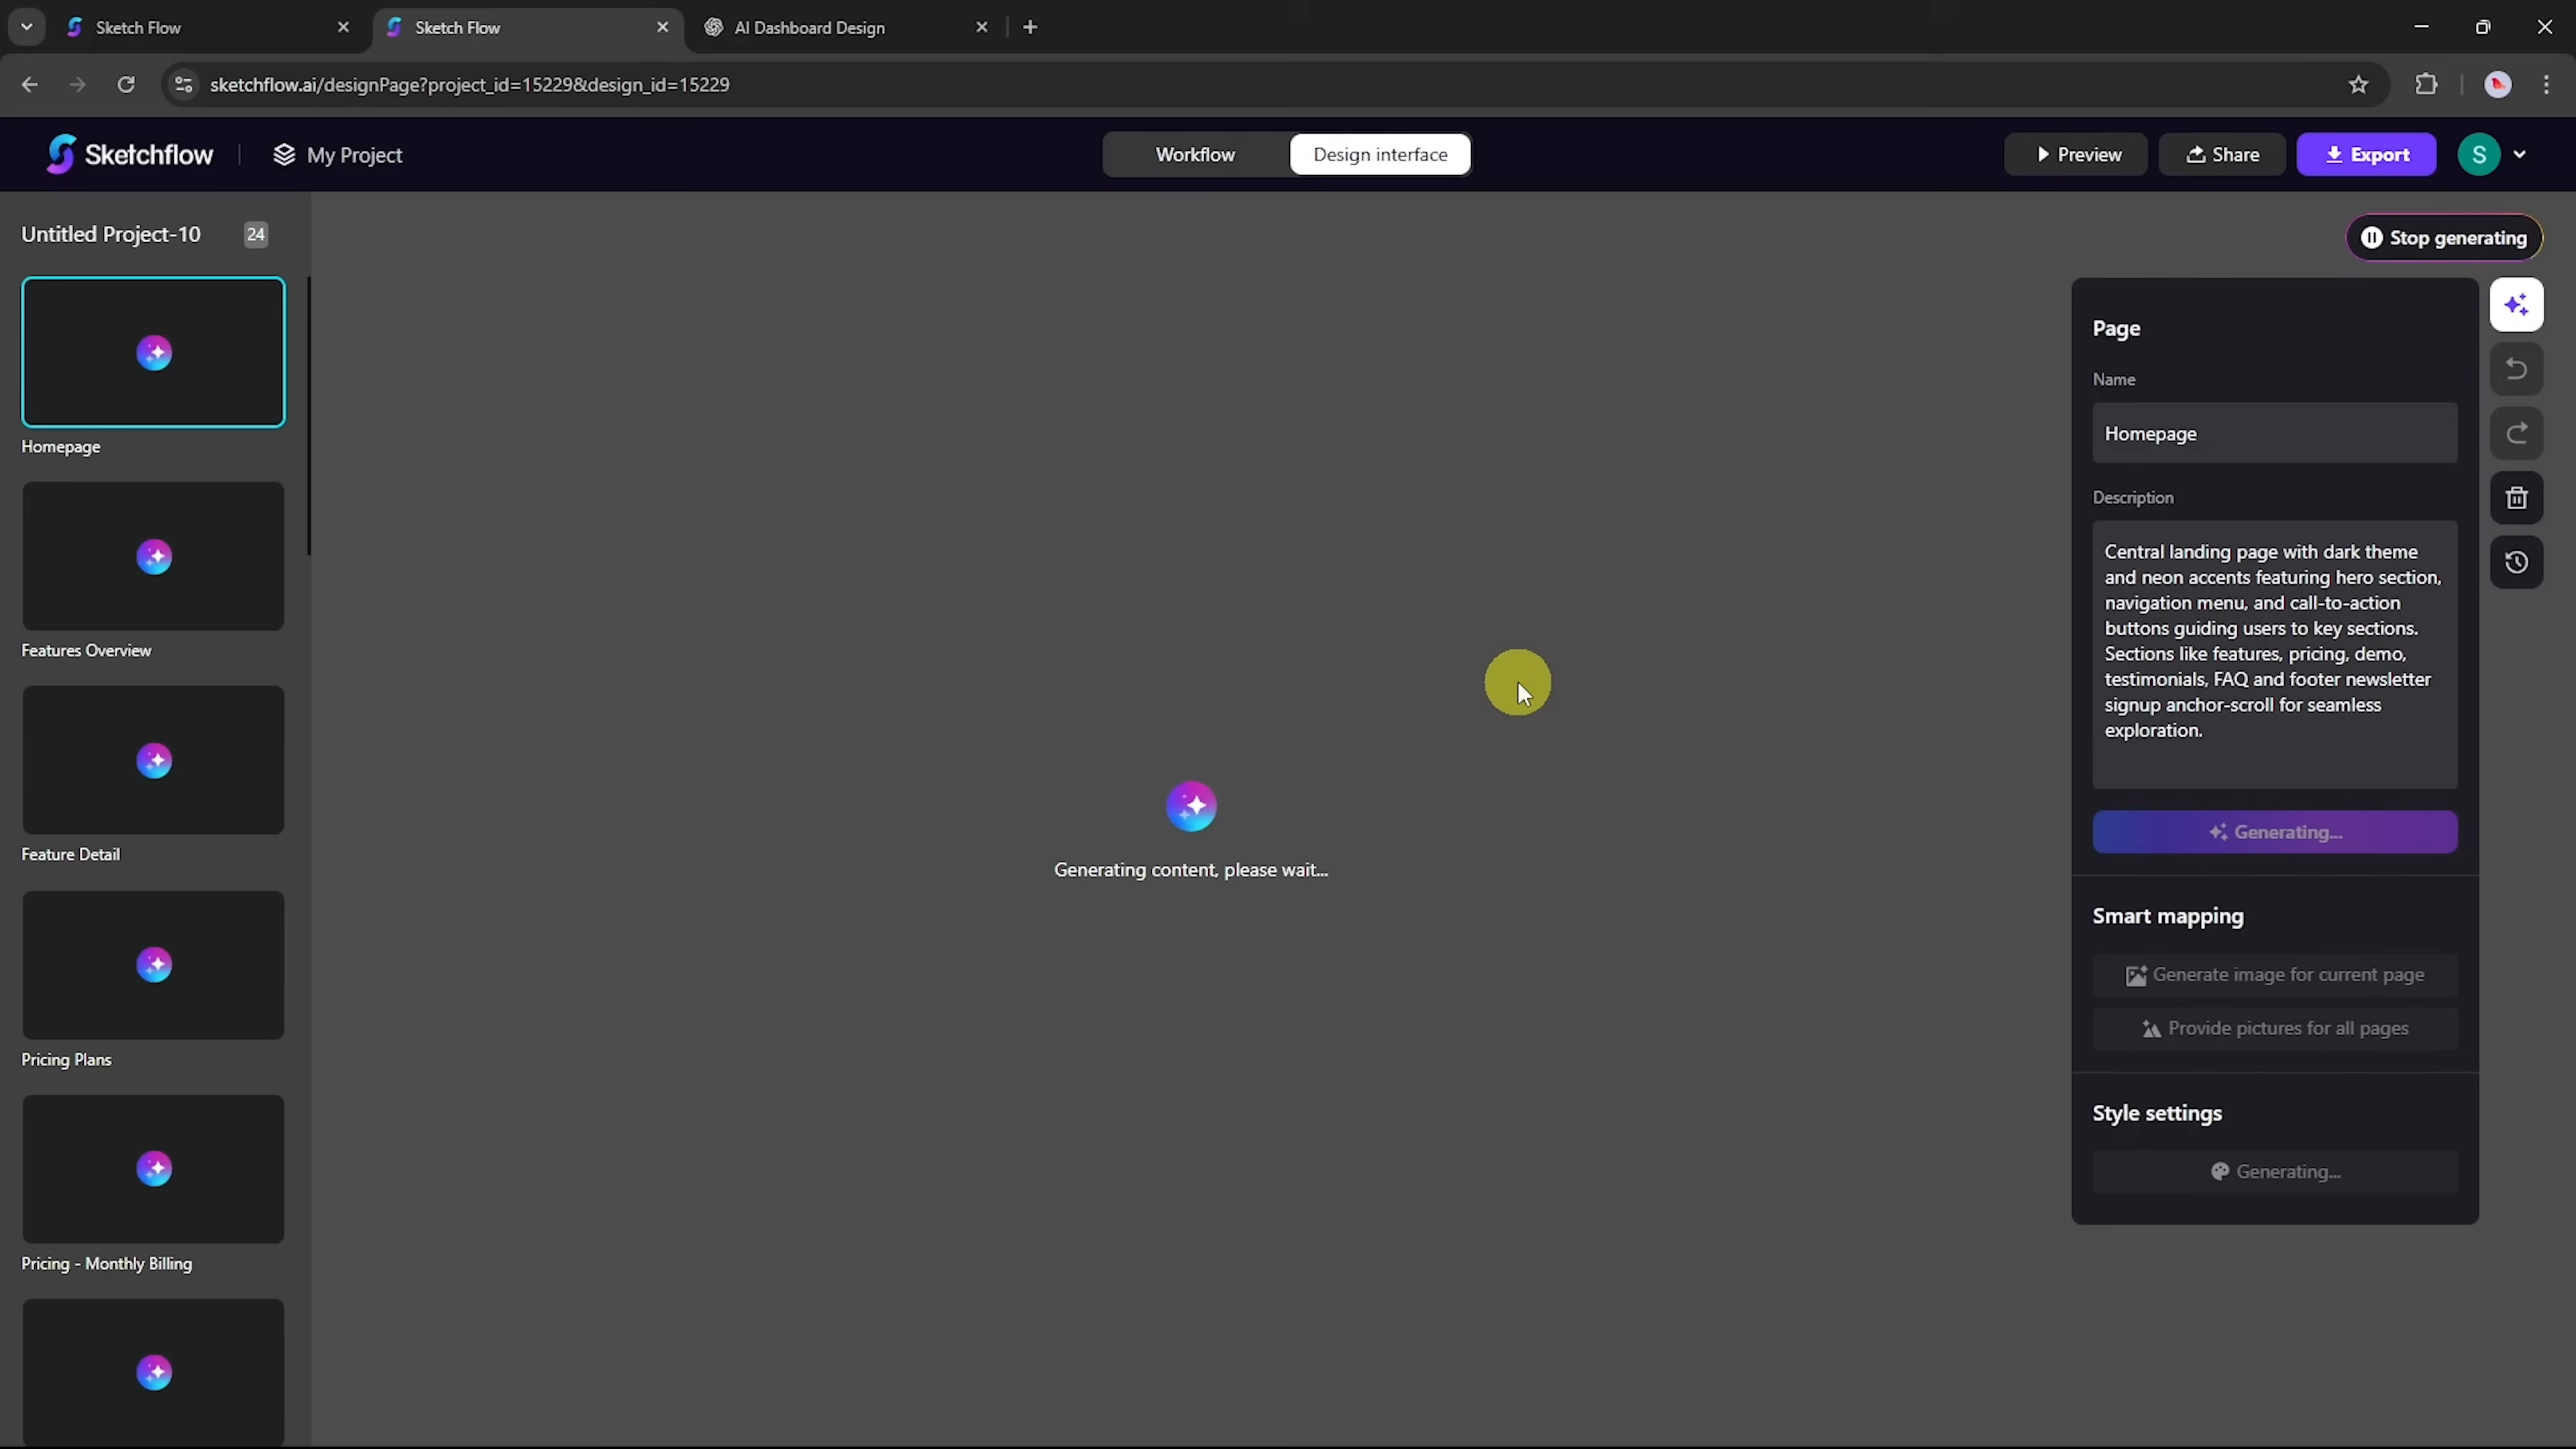 Sketch Flow
Sketch Flow
AI Dashboard Design
sketchflow.ai/designPage?project_id=15229&design_id=15229
Sketchflow
My Project
Workflow
Design interface
Preview
Share
Export
S
Untitled Project-10
24
Stop generating
Homepage
Features Overview
Feature Detail
Pricing Plans
Pricing - Monthly Billing
Generating content, please wait...
Page
Name
Homepage
Description
Central landing page with dark theme
and neon accents featuring hero section,
navigation menu, and call-to-action
buttons guiding users to key sections.
Sections like features, pricing, demo,
testimonials, FAQ and footer newsletter
signup anchor-scroll for seamless
exploration.
Generating...
Smart mapping
Generate image for current page
Provide pictures for all pages
Style settings
Generating...